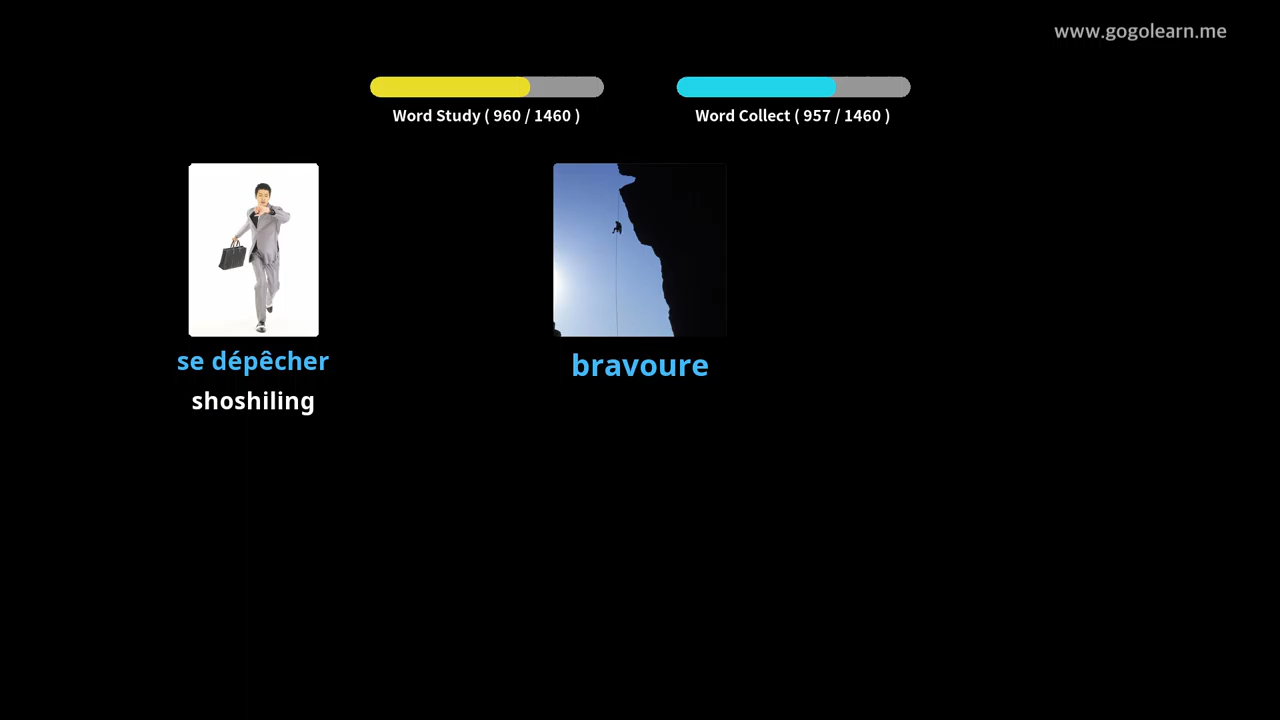 www.gogolearn.me
Word Study ( 960 / 1460 )
Word Collect ( 957 / 1460 )
se dépêcher
shoshiling
bravoure